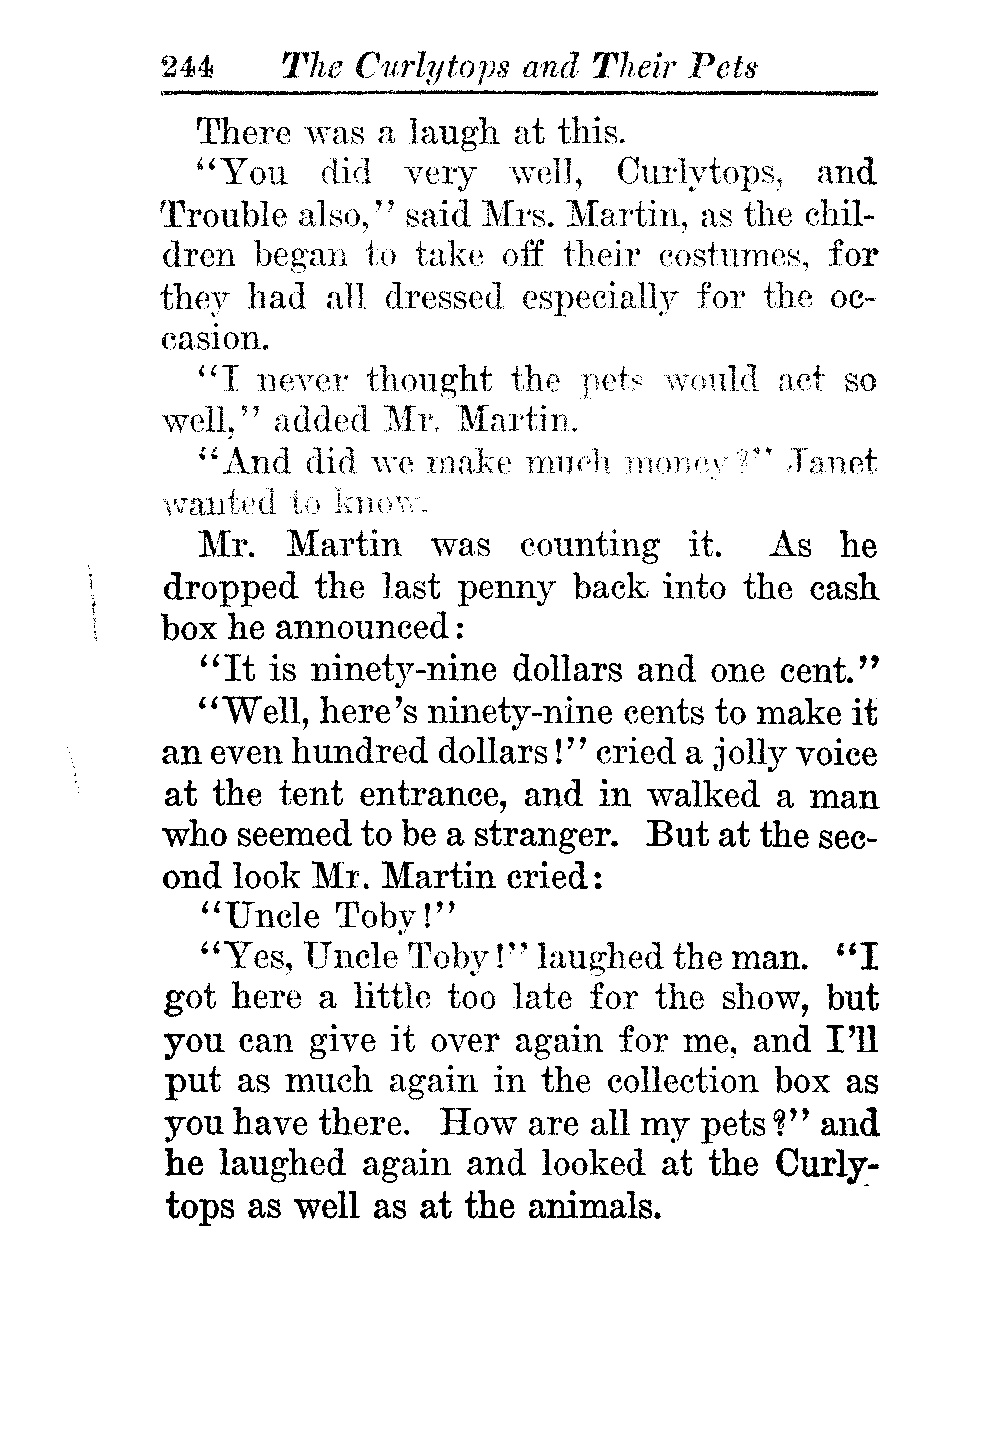 244 The Curlytops and Their Pets
There was a laugh at this.
“You did very well, Curlytops, and
Trouble also,” said Mrs. Martin, as the chil-
dren began to take off their costumes, for
they had all dressed especially for the oc-
casion.
“I never thought the pets would act so
well,” added Mr. Martin.
“And did we make much money?” Janet
wanted to know.
Mr. Martin was counting it. As he
dropped the last penny back into the cash
box he announced:
“It is ninety-nine dollars and one cent.”
“Well, here’s ninety-nine cents to make it
an even hundred dollars!” cried a jolly voice
at the tent entrance, and in walked a man
who seemed to be a stranger. But at the sec-
ond look Mr. Martin cried:
“Uncle Toby!”
“Yes, Uncle Toby!” laughed the man. “I
got here a little too late for the show, but
you can give it over again for me, and I’ll
put as much again in the collection box as
you have there. How are all my pets?” and
he laughed again and looked at the Curly-
tops as well as at the animals.